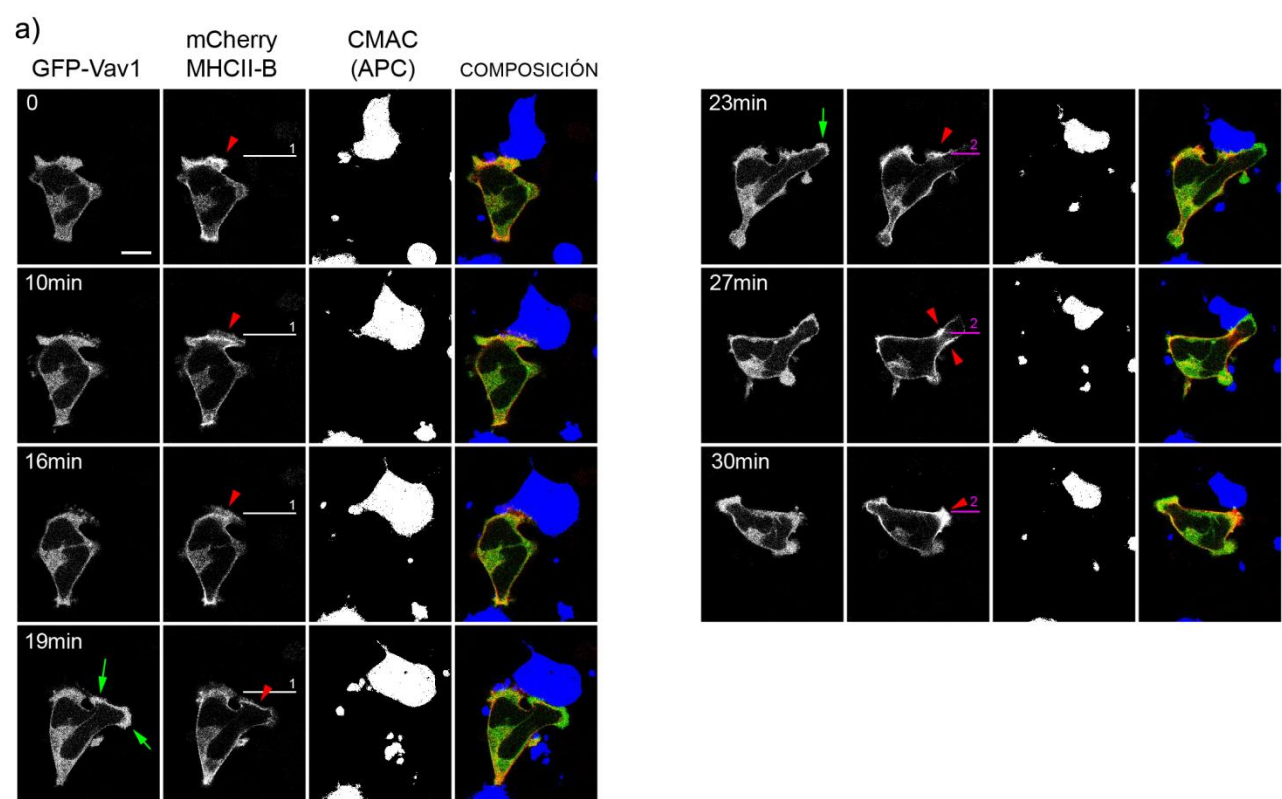 a)
GFP-Vav1
mCherry
MHCII-B
CMAC
(APC)
COMPOSICIÓN
0
1
10min
1
16min
1
19min
1
23min
2
27min
2
30min
2